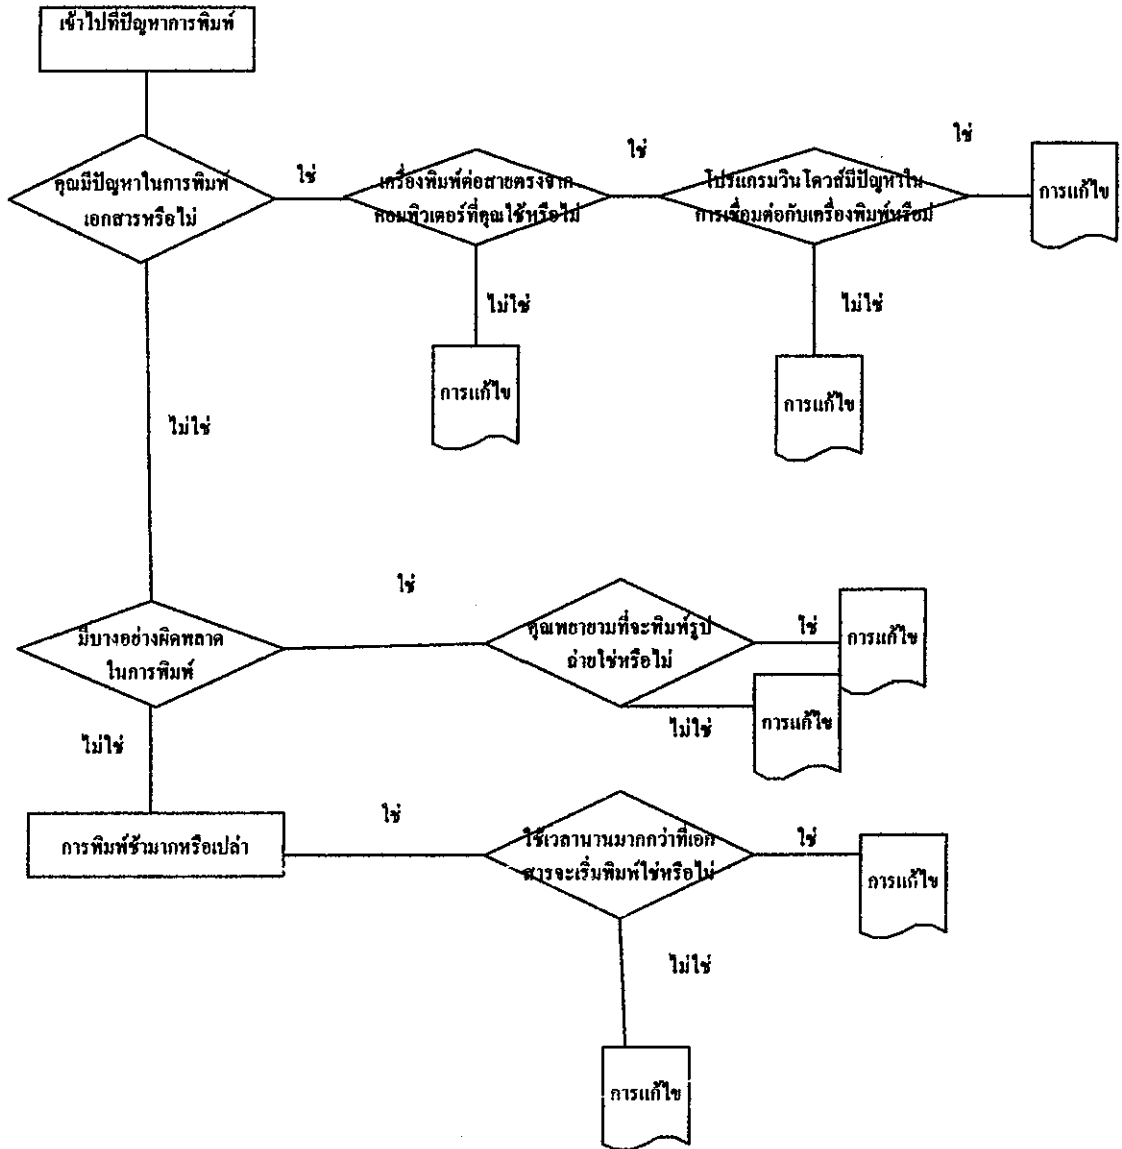 เข้าไปที่ปัญหาการพิมพ์
คุณมีปัญหาในการพิมพ์
เอกสารหรือไม่
ใช่
เครื่องพิมพ์ต่อสายตรงจาก
คอมพิวเตอร์ที่คุณใช้หรือไม่
ใช่
โปรแกรมวินโดวส์มีปัญหาใน
การเชื่อมต่อกับเครื่องพิมพ์หรือม่
ใช่
การแก้ไข
ไม่ใช่
การแก้ไข
ไม่ใช่
การแก้ไข
ไม่ใช่
มีบางอย่างผิดพลาด
ในการพิมพ์
ใช่
คุณพยายามที่จะพิมพ์รูป
ถ่ายใช่หรือไม่
ใช่
การแก้ไข
ไม่ใช่
การแก้ไข
ไม่ใช่
การพิมพ์ช้ามากหรือเปล่า
ใช่
ใช้เวลานานมากกว่าที่เอก
สารจะเริ่มพิมพ์ใช่หรือไม่
ใช่
การแก้ไข
ไม่ใช่
การแก้ไข